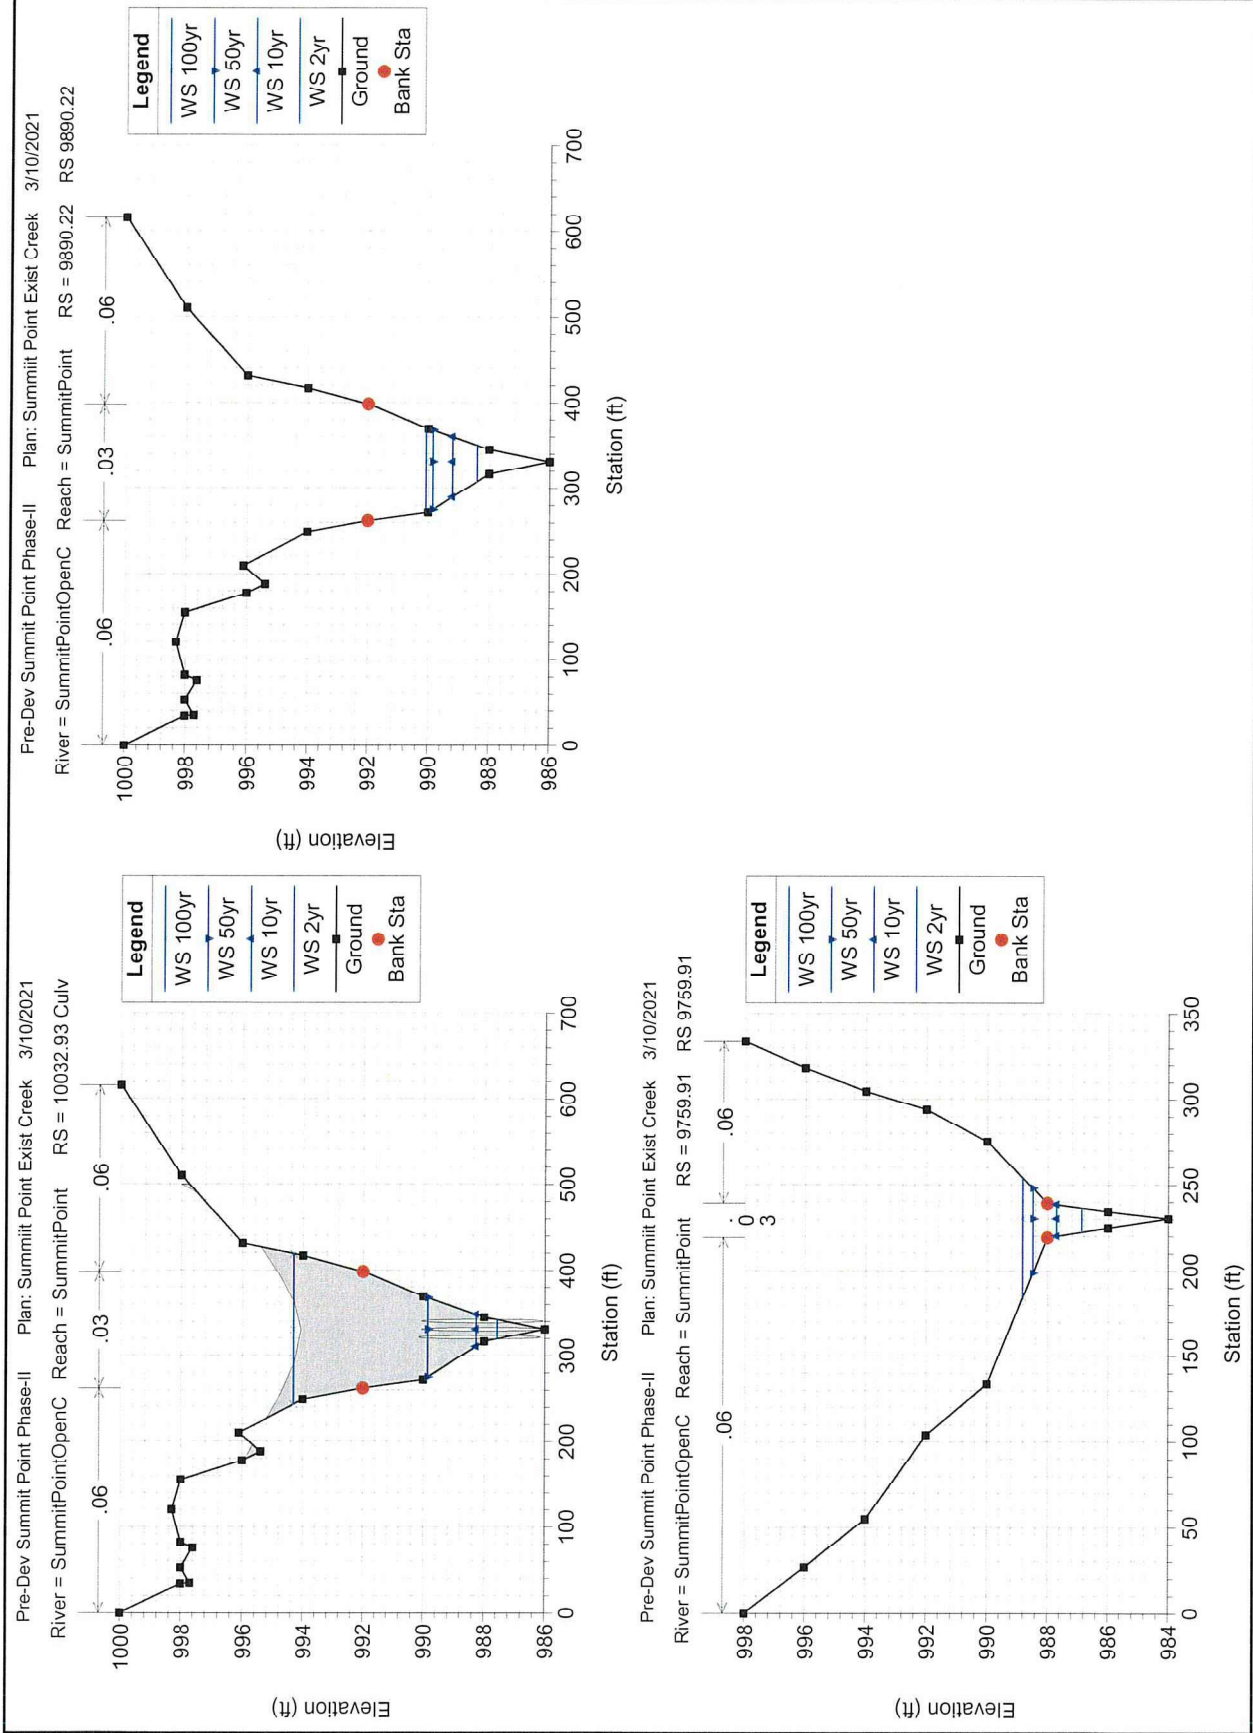 Pre-Dev Summit Point Phase-II Plan: Summiit Point Exist Creek 3/10/2021
River = SummitPointOpenC Reach = SummitPoint RS = 10032.93 Culv
.06
.03
.06
Legend
WS 100yr
WS 50yr
WS 10yr
WS 2yr
Ground
Bank Sta
1000
998
996
994
992
990
988
986
Elevation (ft)
0 100 200 300 400 500 600 700
Station (ft)
Pre-Dev Summit Point Phase-II Plan: Summiit Point Exist Creek 3/10/2021
River = SummitPointOpenC Reach = SummitPoint RS = 9890.22 RS 9890.22
.06
.03
.06
Legend
WS 100yr
WS 50yr
WS 10yr
WS 2yr
Ground
Bank Sta
1000
998
996
994
992
990
988
986
Elevation (ft)
0 100 200 300 400 500 600 700
Station (ft)
Pre-Dev Summit Point Phase-II Plan: Summiit Point Exist Creek 3/10/2021
River = SummitPointOpenC Reach = SummitPoint RS = 9759.91 RS 9759.91
.06
.
0
3
.06
Legend
WS 100yr
WS 50yr
WS 10yr
WS 2yr
Ground
Bank Sta
998
996
994
992
990
988
986
984
Elevation (ft)
0 50 100 150 200 250 300 350
Station (ft)